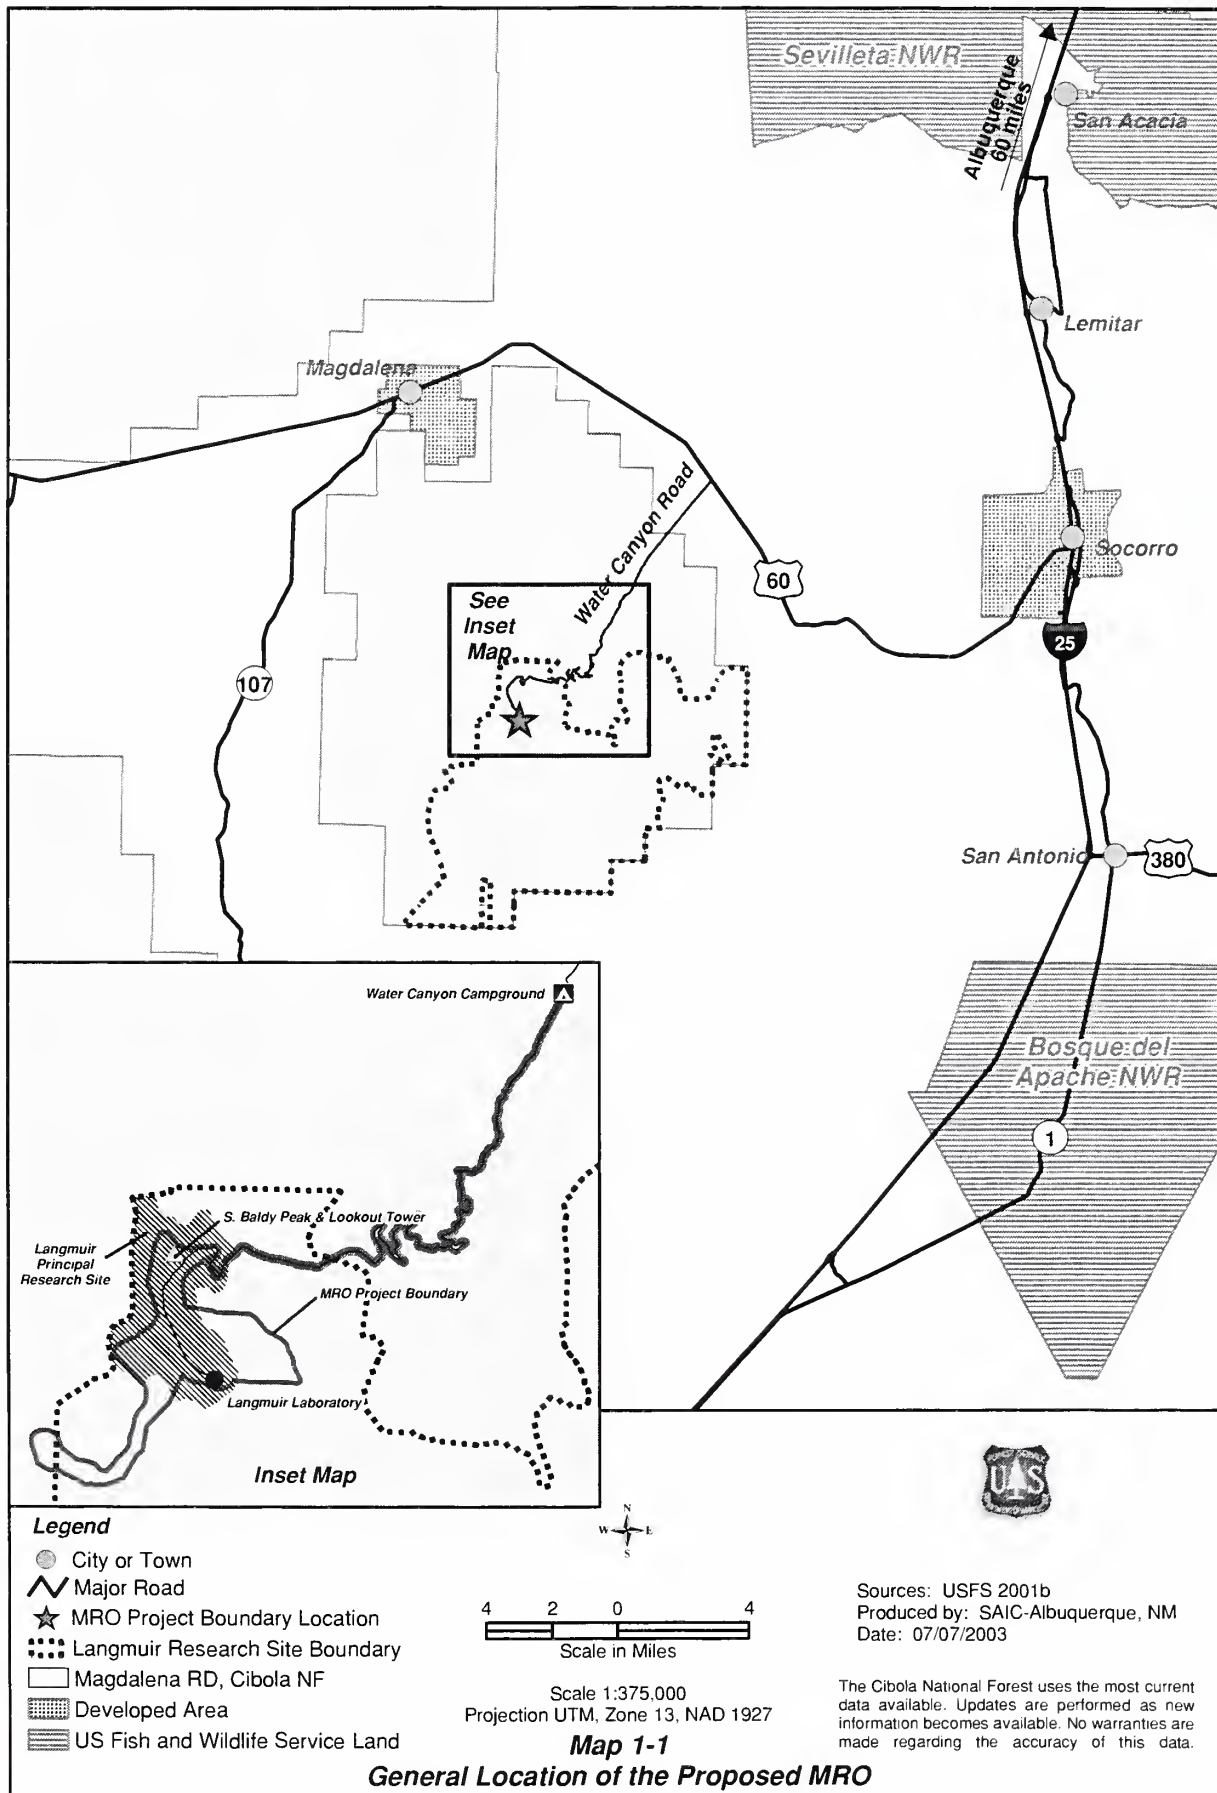 Sevilleta NWR
Albuquerque
60 miles
San Acacia
Lemitar
Magdalena
Water Canyon Road
Socorro
60
See
Inset
Map
25
107
San Antonio
380
Water Canyon Campground
Bosque del
Apache NWR
1
S. Baldy Peak & Lookout Tower
Langmuir
Principal
Research Site
MRO Project Boundary
Langmuir Laboratory
Inset Map
U S
Legend
City or Town
Major Road
MRO Project Boundary Location
Langmuir Research Site Boundary
Magdalena RD, Cibola NF
Developed Area
US Fish and Wildlife Service Land
N
W E
S
4 2 0 4
Scale in Miles
Scale 1:375,000
Projection UTM, Zone 13, NAD 1927
Sources: USFS 2001b
Produced by: SAIC-Albuquerque, NM
Date: 07/07/2003
The Cibola National Forest uses the most current
data available. Updates are performed as new
information becomes available. No warranties are
made regarding the accuracy of this data.
Map 1-1
General Location of the Proposed MRO